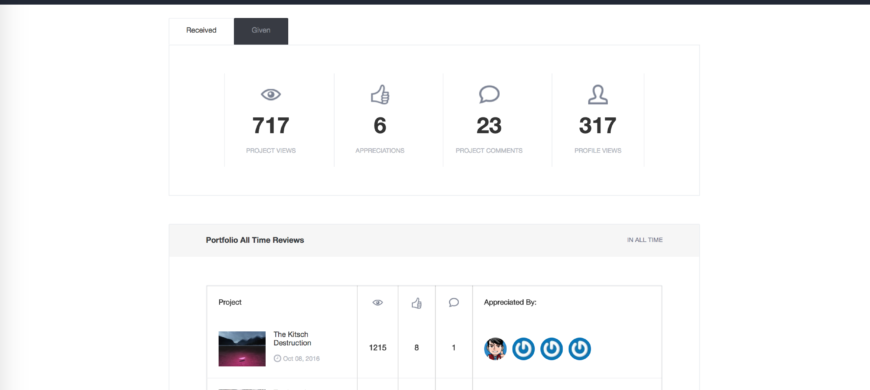 Received
Given
717
6
23
317
PROJECT VIEWS
APPRECIATIONS
PROJECT COMMENTS
PROFILE VIEWS
Portfolio All Time Reviews
IN ALL TIME
Project
Appreciated By:
The Kitsch
Destruction
Oct 08, 2016
1215
8
1